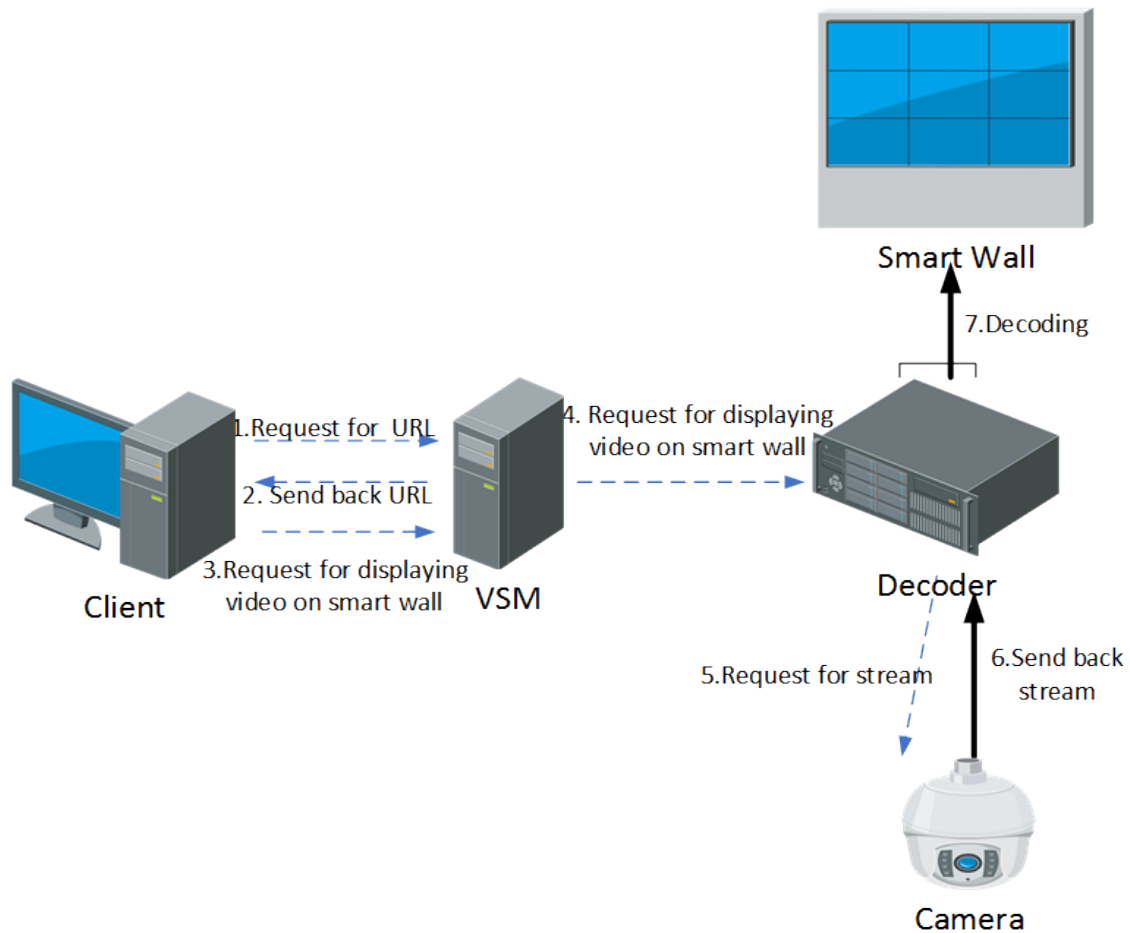 Smart Wall
7.Decoding
1.Request for  URL
4. Request for displaying
video on smart wall
2. Send back URL
3.Request for displaying
video on smart wall
Client
VSM
Decoder
5.Request for stream
6.Send back
stream
Camera